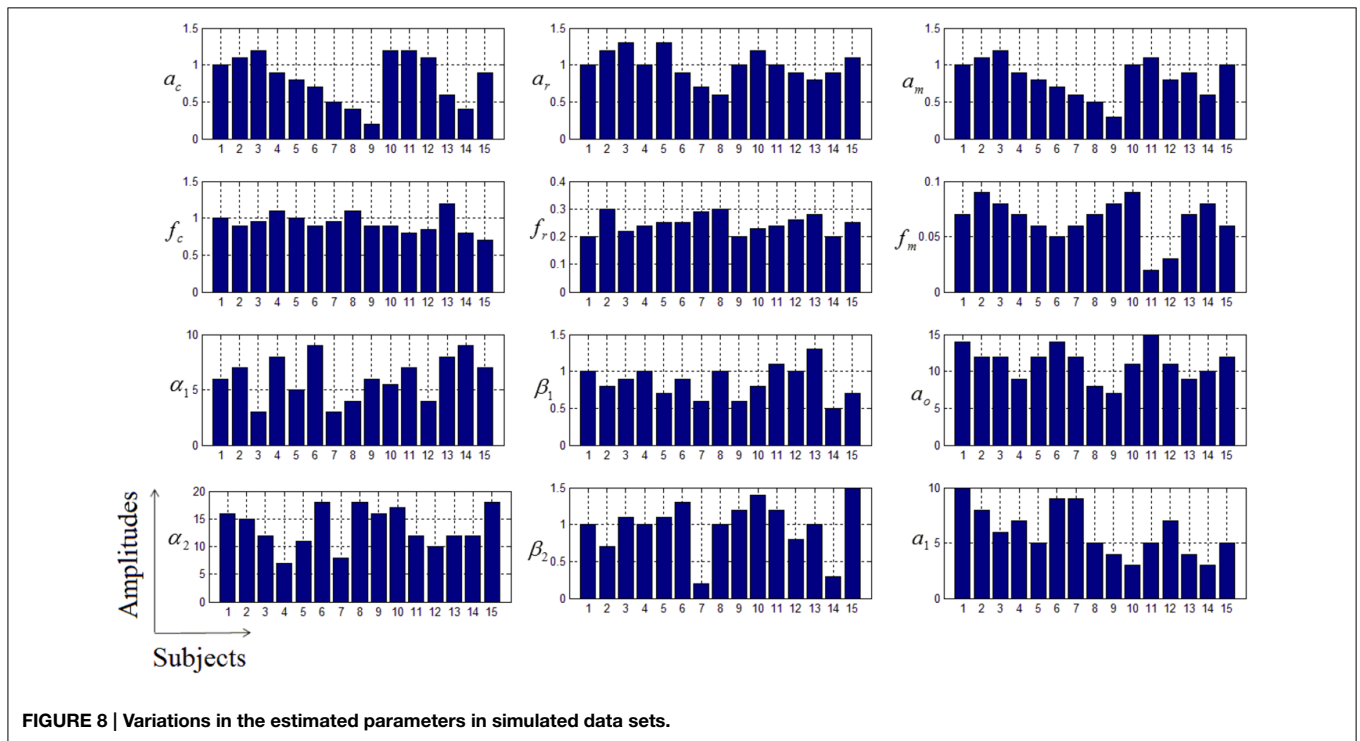 1.5
1
0.5
0
a_c
1 2 3 4 5 6 7 8 9 10 11 12 13 14 15
1.5
1
0.5
0
a_r
1 2 3 4 5 6 7 8 9 10 11 12 13 14 15
1.5
1
0.5
0
a_m
1 2 3 4 5 6 7 8 9 10 11 12 13 14 15
1.5
1
0.5
0
f_c
1 2 3 4 5 6 7 8 9 10 11 12 13 14 15
0.4
0.3
0.2
0.1
0
f_r
1 2 3 4 5 6 7 8 9 10 11 12 13 14 15
0.1
0.05
0
f_m
1 2 3 4 5 6 7 8 9 10 11 12 13 14 15
10
5
0
α_1
1 2 3 4 5 6 7 8 9 10 11 12 13 14 15
1.5
1
0.5
0
β_1
1 2 3 4 5 6 7 8 9 10 11 12 13 14 15
15
10
5
0
a_o
1 2 3 4 5 6 7 8 9 10 11 12 13 14 15
20
15
10
5
0
α_2
1 2 3 4 5 6 7 8 9 10 11 12 13 14 15
1.5
1
0.5
0
β_2
1 2 3 4 5 6 7 8 9 10 11 12 13 14 15
10
5
0
a_1
1 2 3 4 5 6 7 8 9 10 11 12 13 14 15
Amplitudes
Subjects
FIGURE 8 | Variations in the estimated parameters in simulated data sets.